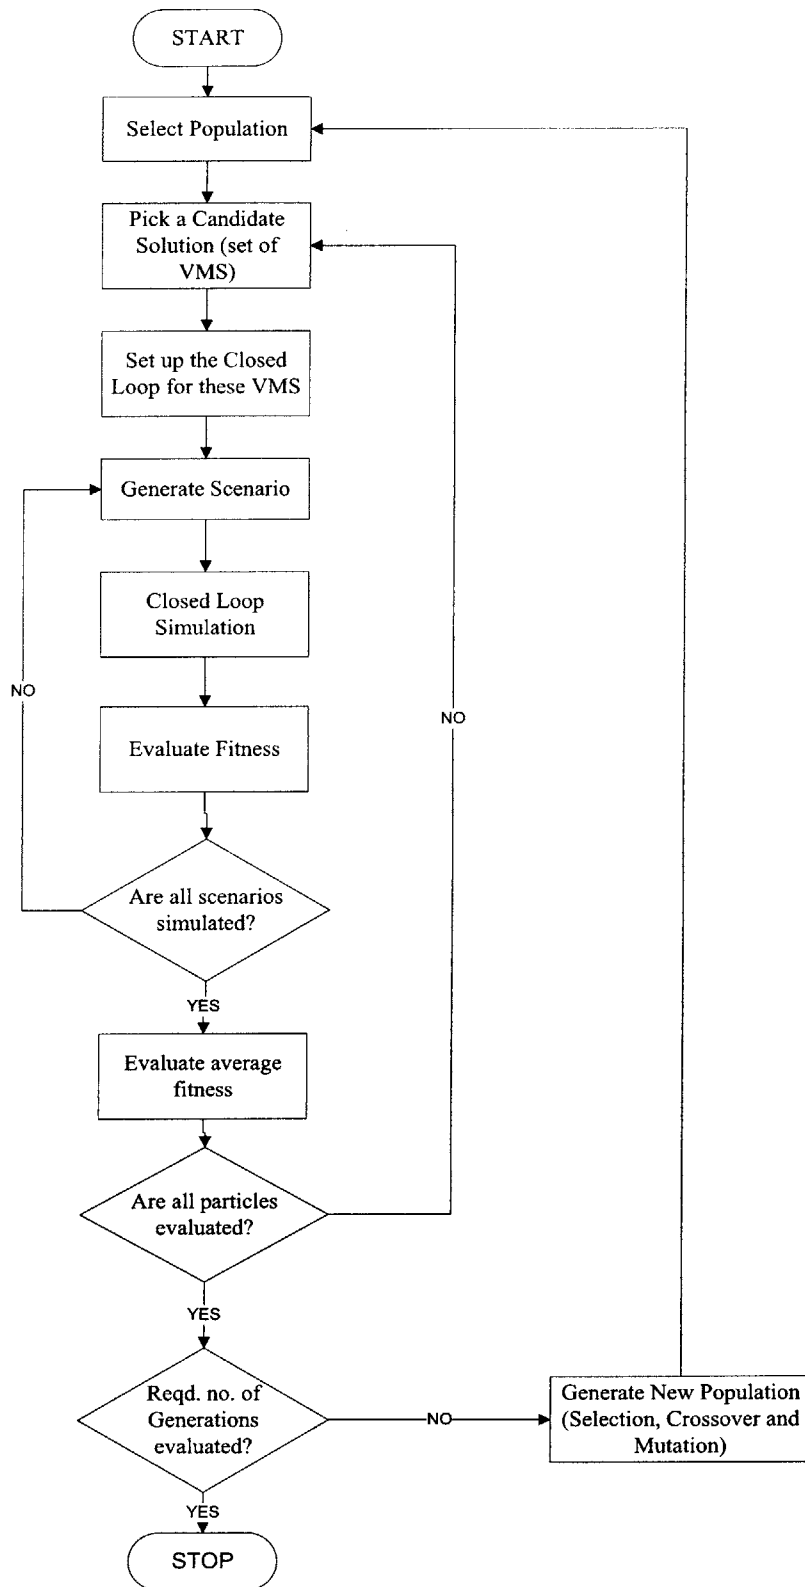 START
Select Population
Pick a Candidate
Solution (set of
VMS)
Set up the Closed
Loop for these VMS
Generate Scenario
Closed Loop
Simulation
NO
NO
Evaluate Fitness
Are all scenarios
simulated?
YES
Evaluate average
fitness
Are all particles
evaluated?
YES
Reqd. no. of
Generations
evaluated?
NO
Generate New Population
(Selection, Crossover and
Mutation)
YES
STOP